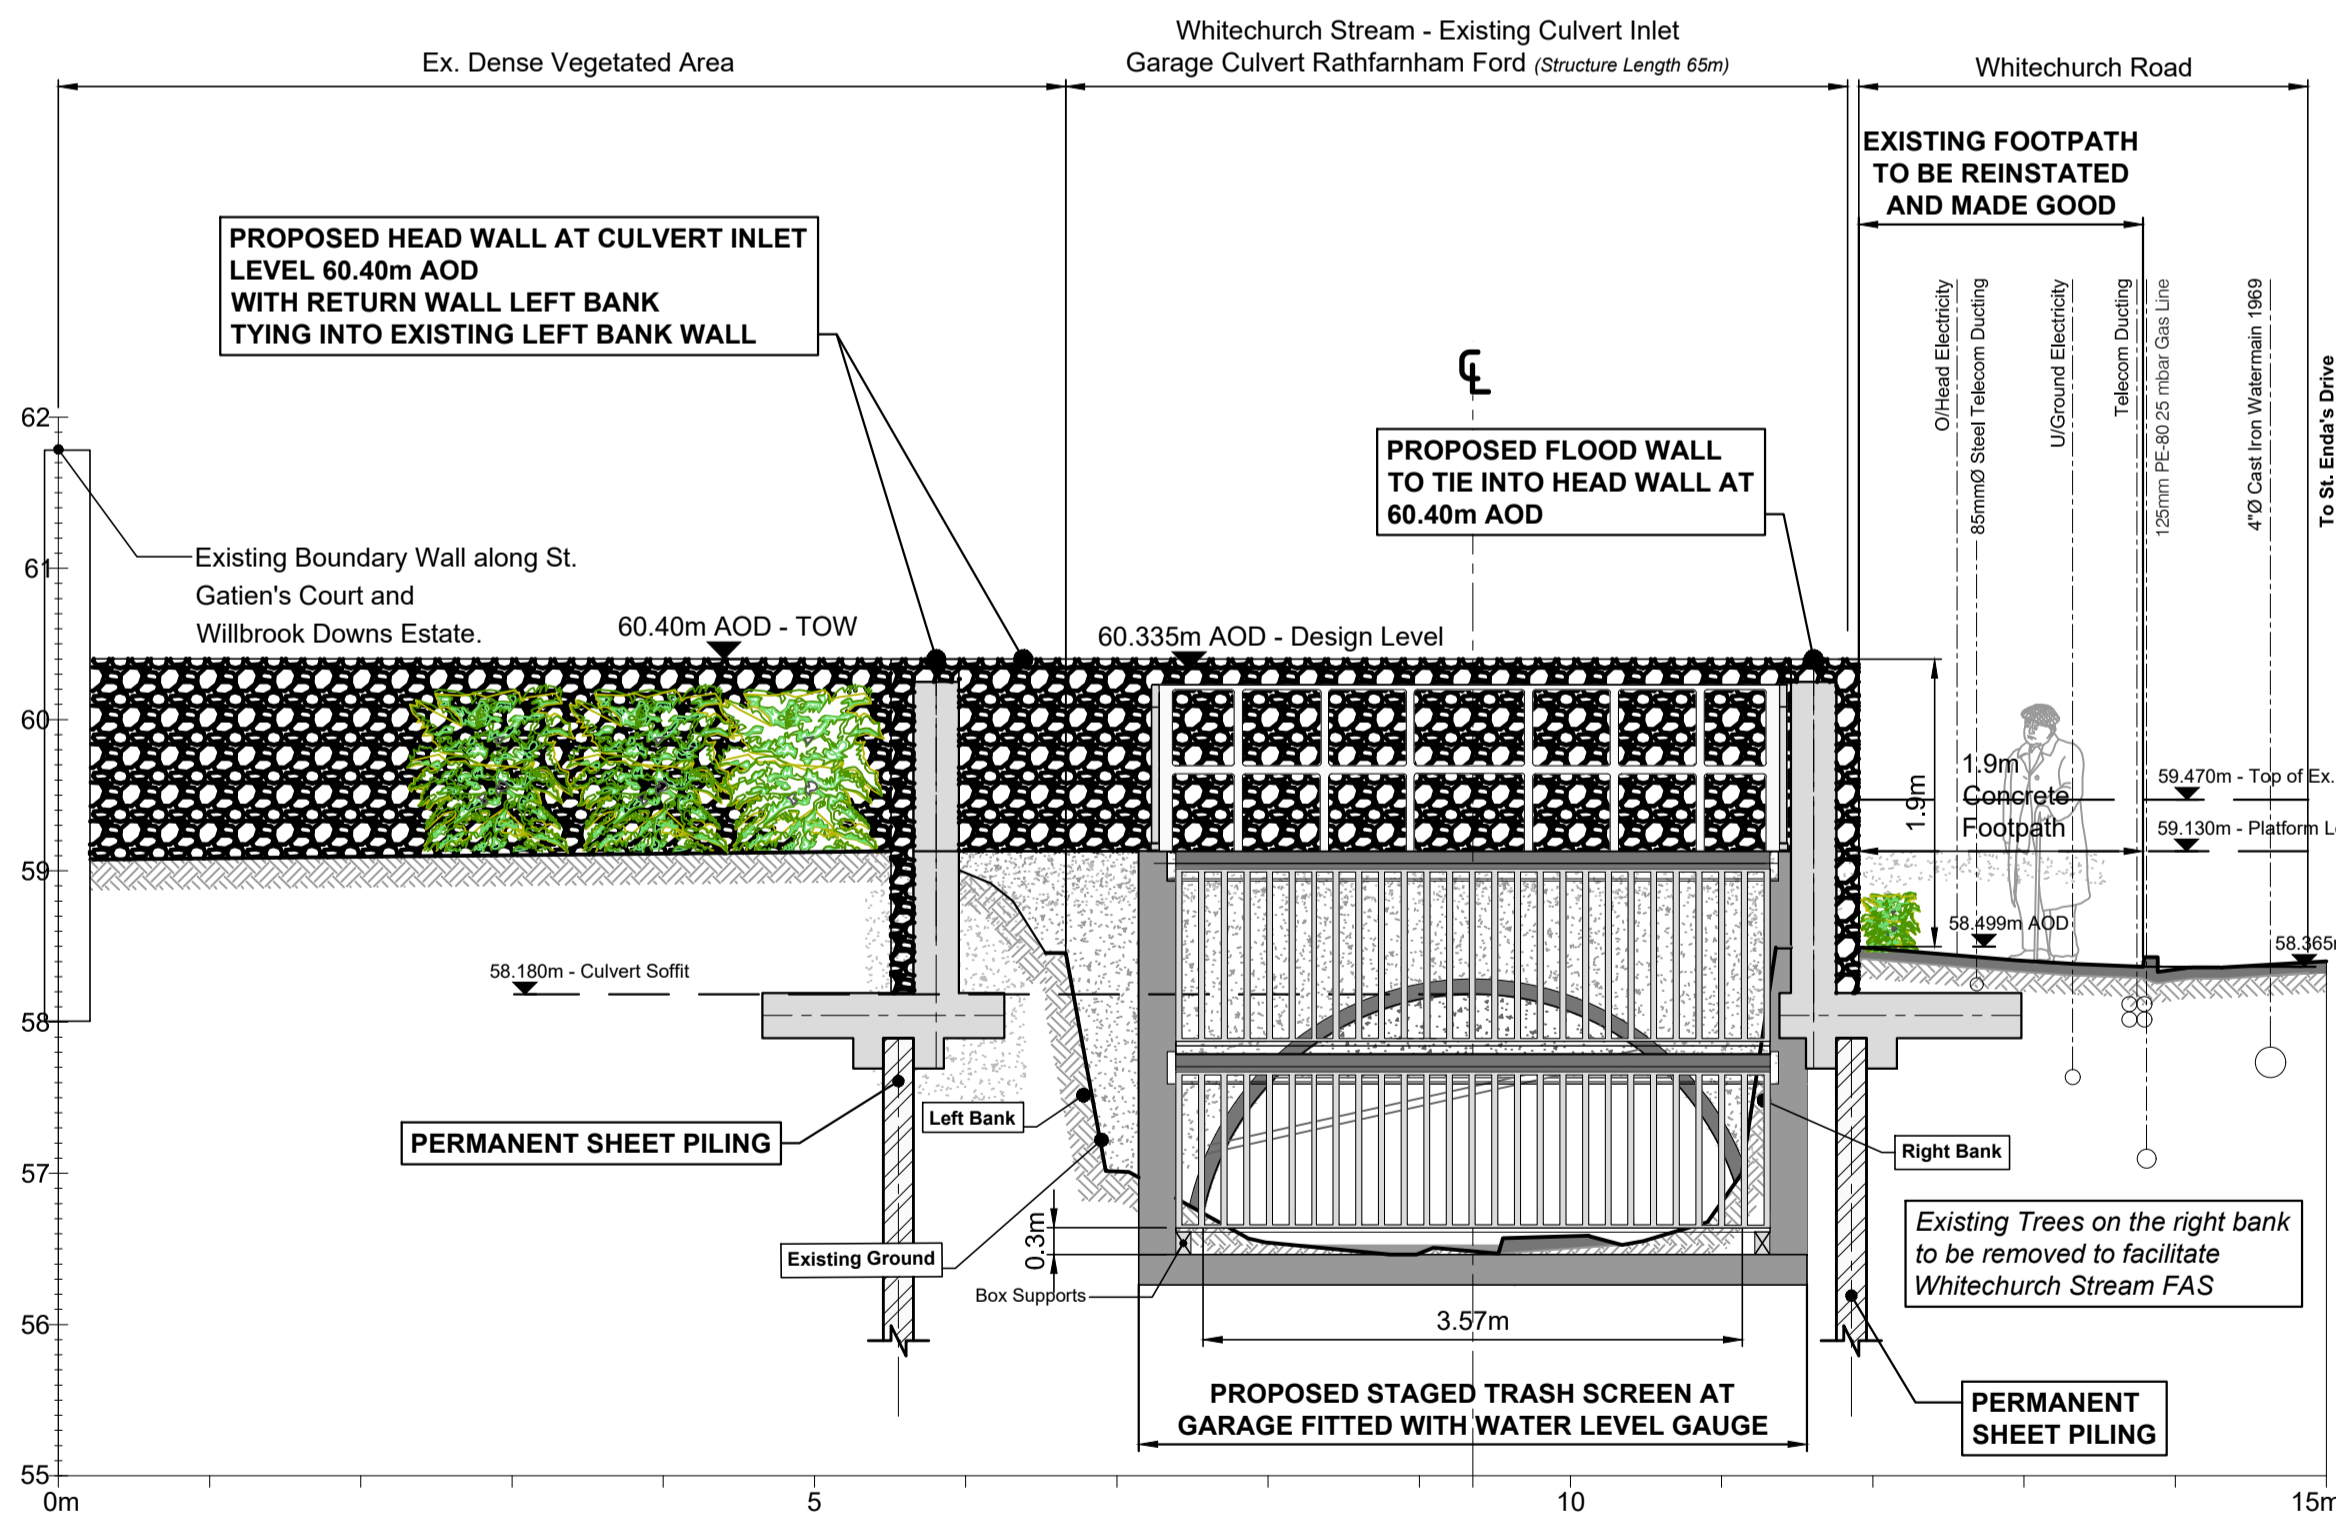 Whitechurch Stream - Existing Culvert Inlet
Ex. Dense Vegetated Area
Garage Culvert Rathfarnham Ford (Structure Length 65m)
Whitechurch Road
EXISTING FOOTPATH
TO BE REINSTATED
AND MADE GOOD
PROPOSED HEAD WALL AT CULVERT INLET
LEVEL 60.40m AOD
WITH RETURN WALL LEFT BANK
TYING INTO EXISTING LEFT BANK WALL
O/Head Electricity
85mmØ Steel Telecom Ducting
U/Ground Electricity
Telecom Ducting
125mm PE-80 25 mbar Gas Line
4"Ø Cast Iron Watermain 1969
To St. Enda's Drive
CL
PROPOSED FLOOD WALL
TO TIE INTO HEAD WALL AT
60.40m AOD
62
61
60
59
58
57
56
55
Existing Boundary Wall along St.
Gatien's Court and
Willbrook Downs Estate.
60.40m AOD - TOW
60.335m AOD - Design Level
1.9m
1.9m
Concrete
Footpath
59.470m - Top of Ex.
59.130m - Platform
58.499m AOD
58.365
58.180m - Culvert Soffit
Left Bank
PERMANENT SHEET PILING
Right Bank
Existing Ground
0.3m
Box Supports
Existing Trees on the right bank
to be removed to facilitate
Whitechurch Stream FAS
3.57m
PROPOSED STAGED TRASH SCREEN AT
GARAGE FITTED WITH WATER LEVEL GAUGE
PERMANENT
SHEET PILING
0m
5
10
15m